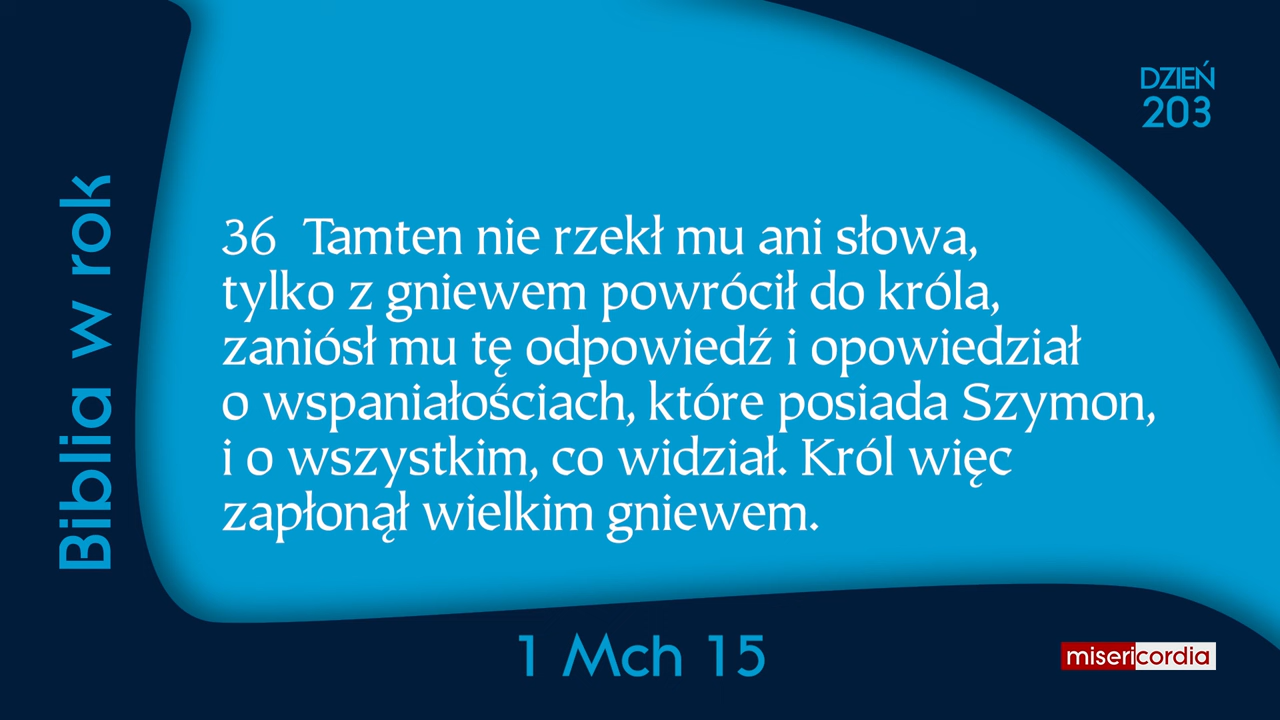 DZIEŃ
203
Biblia w rok
36 Tamten nie rzekł mu ani słowa,
tylko z gniewem powrócił do króla,
zaniósł mu tę odpowiedź i opowiedział
o wspaniałościach, które posiada Szymon,
i o wszystkim, co widział. Król więc
zapłonął wielkim gniewem.
1 Mch 15
misericordia